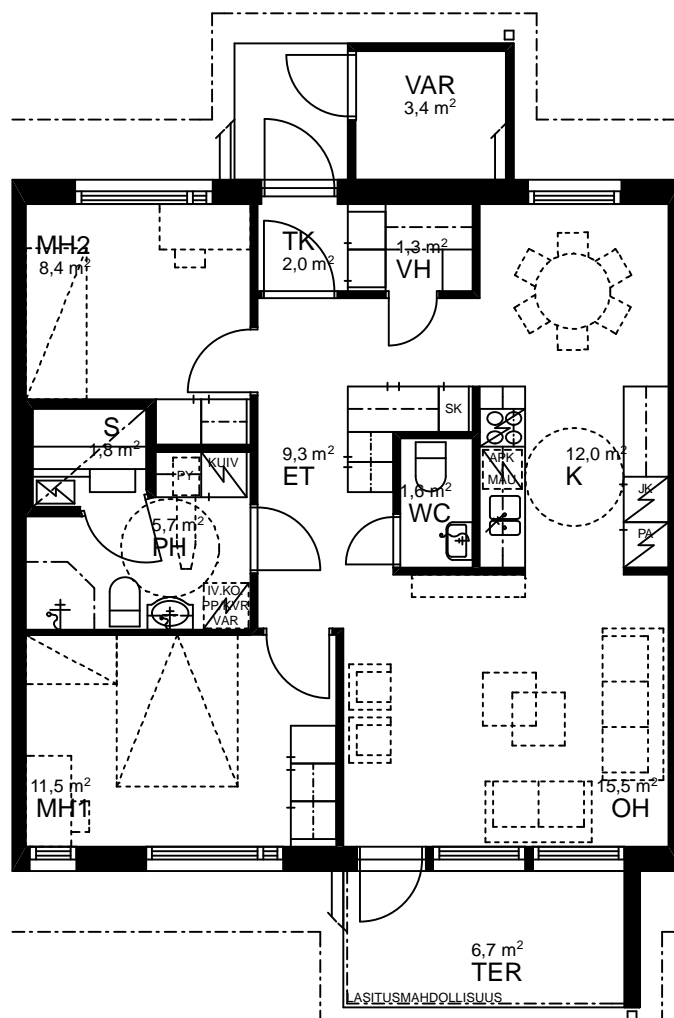 VAR
3,4 m²
MH2
8,4 m²
TK
2,0 m²
1,3 m²
VH
S
1,8 m²
SK
9,3 m²
ET
12,0 m²
K
APK
MAU
1,6 m²
WC
KUIV
PY
JK
PA
5,7 m²
PH
IV.KO
PP/KVR
VAR
11,5 m²
MH1
15,5 m²
OH
6,7 m²
TER
LASITUSMAHDOLLISUUS